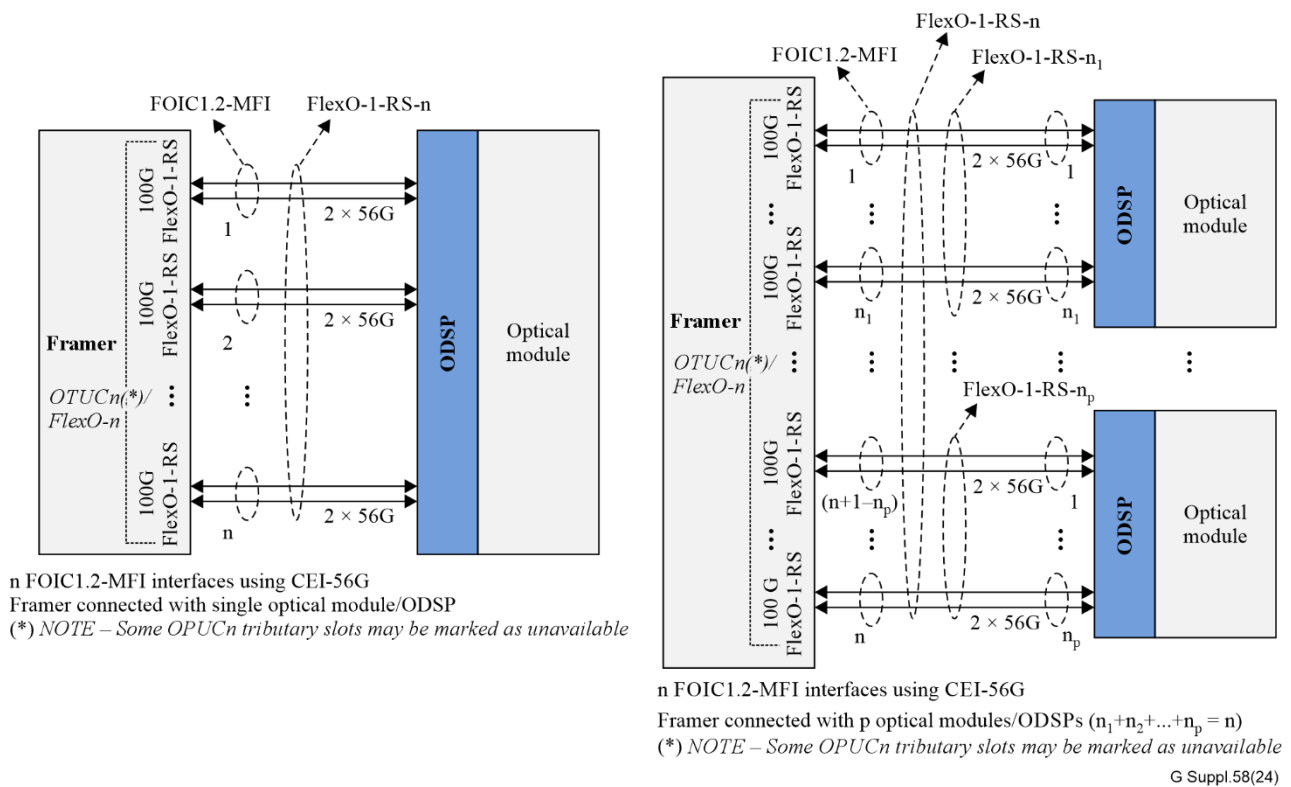 FOIC1.2-MFI
FlexO-1-RS-n
100G
FlexO-1-RS
1
2 × 56G
100G
FlexO-1-RS
2
2 × 56G
Framer
OTUCn(*)/
FlexO-n
...
...
100G
FlexO-1-RS
n
2 × 56G
ODSP
Optical
module
n FOIC1.2-MFI interfaces using CEI-56G
Framer connected with single optical module/ODSP
(*) NOTE – Some OPUCn tributary slots may be marked as unavailable
FlexO-1-RS-n
FOIC1.2-MFI
FlexO-1-RS-n₁
100G
FlexO-1-RS
1
2 × 56G
1
...
...
...
100G
FlexO-1-RS
n₁
2 × 56G
n₁
ODSP
Optical
module
Framer
OTUCn(*)/
FlexO-n
...
...
...
...
...
FlexO-1-RS-nₚ
100G
FlexO-1-RS
(n+1–nₚ)
2 × 56G
1
...
...
...
100 G
FlexO-1-RS
n
2 × 56G
nₚ
ODSP
Optical
module
n FOIC1.2-MFI interfaces using CEI-56G
Framer connected with p optical modules/ODSPs (n₁+n₂+...+nₚ = n)
(*) NOTE – Some OPUCn tributary slots may be marked as unavailable
G Suppl.58(24)